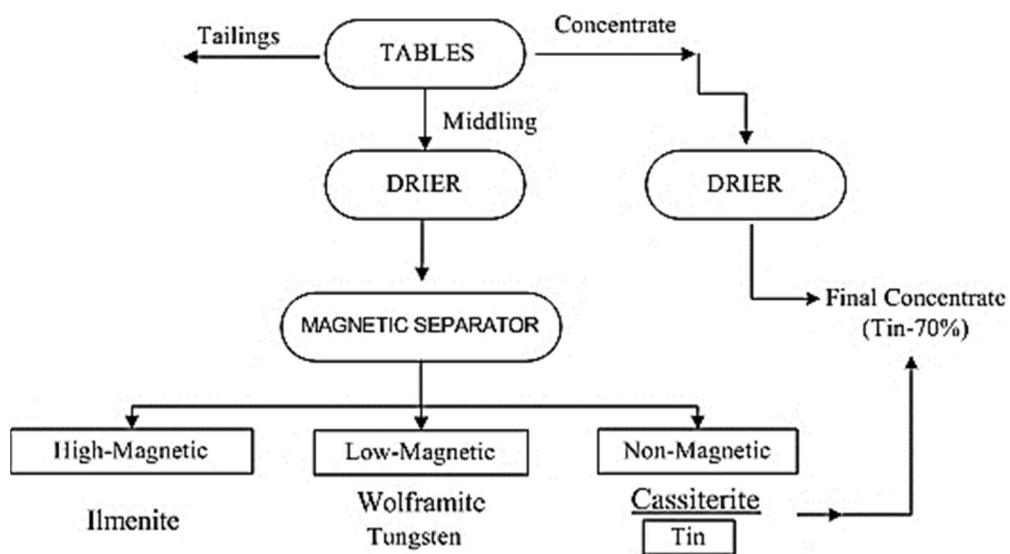 Tailings
TABLES
Concentrate
Middling
DRIER
DRIER
MAGNETIC SEPARATOR
Final Concentrate
(Tin-70%)
High-Magnetic
Low-Magnetic
Non-Magnetic
Ilmenite
Wolframite
Tungsten
Cassiterite
Tin